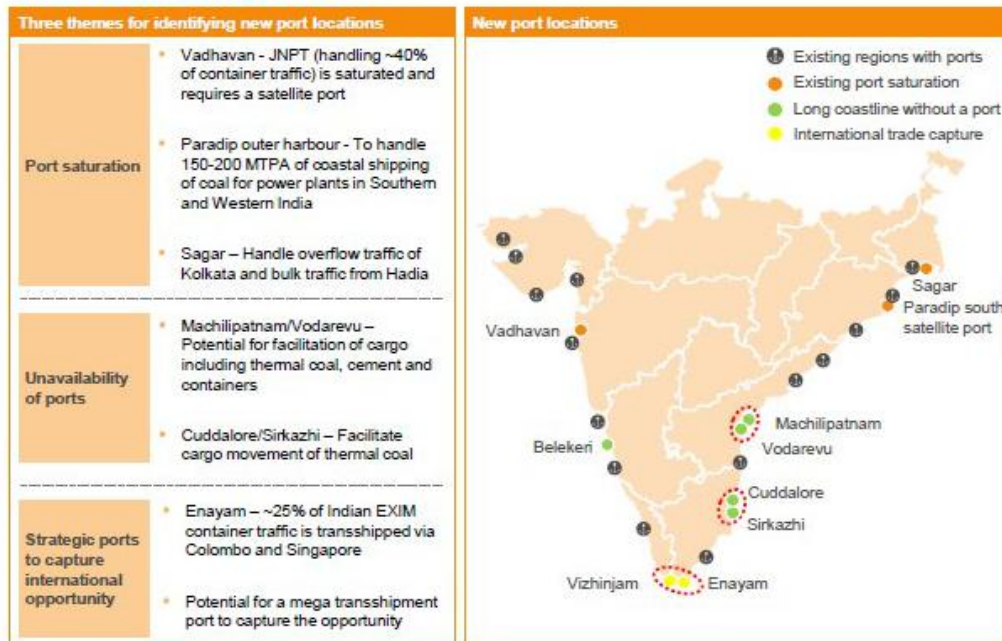 Three themes for identifying new port locations
Port saturation
Vadhavan - JNPT (handling ~40%
of container traffic) is saturated and
requires a satellite port
Paradip outer harbour - To handle
150-200 MTPA of coastal shipping
of coal for power plants in Southern
and Western India
Sagar – Handle overflow traffic of
Kolkata and bulk traffic from Hadia
Unavailability
of ports
Machilipatnam/Vodarevu –
Potential for facilitation of cargo
including thermal coal, cement and
containers
Cuddalore/Sirkazhi – Facilitate
cargo movement of thermal coal
Strategic ports
to capture
international
opportunity
Enayam – ~25% of Indian EXIM
container traffic is transshipped via
Colombo and Singapore
Potential for a mega transshipment
port to capture the opportunity
New port locations
Existing regions with ports
Existing port saturation
Long coastline without a port
International trade capture
Sagar
Paradip south
satellite port
Vadhavan
Machilipatnam
Belekeri
Vodarevu
Cuddalore
Sirkazhi
Vizhinjam
Enayam